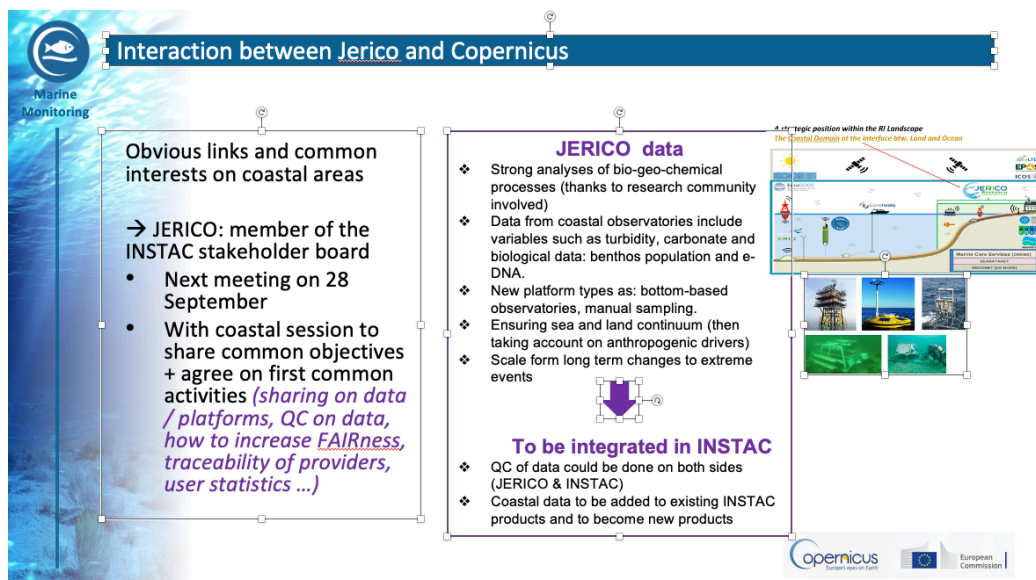 Interaction between Jerico and Copernicus
Marine
Monitoring
Obvious links and common
interests on coastal areas
→ JERICO: member of the
INSTAC stakeholder board
• Next meeting on 28
September
• With coastal session to
share common objectives
+ agree on first common
activities (sharing on data
/ platforms, QC on data,
how to increase FAIRness,
traceability of providers,
user statistics ...)
JERICO data
❖ Strong analyses of bio-geo-chemical
processes (thanks to research community
involved)
❖ Data from coastal observatories include
variables such as turbidity, carbonate and
biological data: benthos population and e-
DNA.
❖ New platform types as: bottom-based
observatories, manual sampling.
❖ Ensuring sea and land continuum (then
taking account on anthropogenic drivers)
❖ Scale form long term changes to extreme
events
To be integrated in INSTAC
❖ QC of data could be done on both sides
(JERICO & INSTAC)
❖ Coastal data to be added to existing INSTAC
products and to become new products
A strategic position within the RI Landscape
The Coastal Domain at the interface btw. Land and Ocean
JERICO
Marine Core Services (CMEMS)
SEADATANET
opernicus
Europe's eyes on Earth
European
Commission